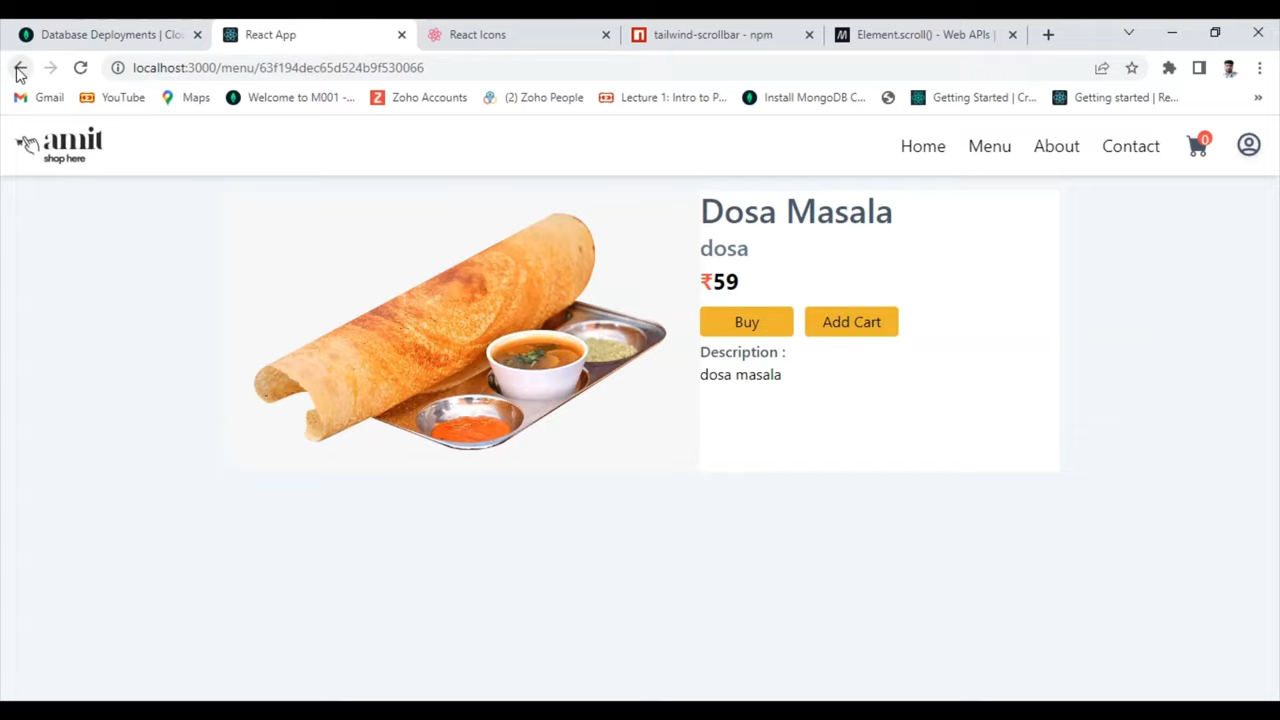 Database Deployments | Clou
React App
React Icons
tailwind-scrollbar - npm
Element.scroll() - Web APIs |
localhost:3000/menu/63f194dec65d524b9f530066
Gmail
YouTube
Maps
Welcome to M001 -...
Zoho Accounts
(2) Zoho People
Lecture 1: Intro to P...
Install MongoDB C...
Getting Started | Cr...
Getting started | Re...
»
amit
shop here
Home
Menu
About
Contact
0
Dosa Masala
dosa
₹59
Buy
Add Cart
Description :
dosa masala